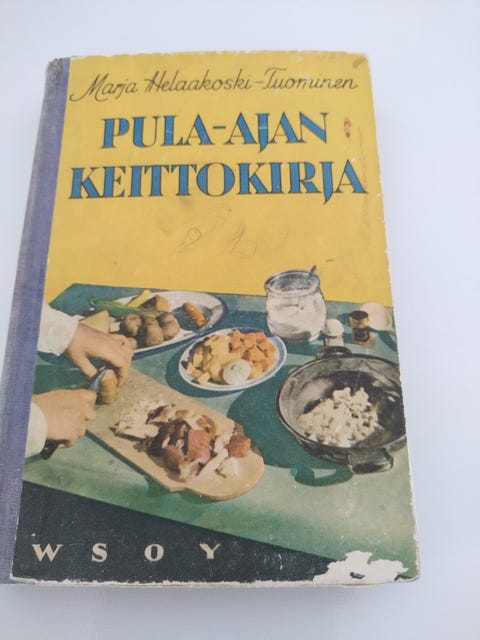 Marja Helaakoski-Tuominen
PULA-AJAN
KEITTOKIRJA
WSOY